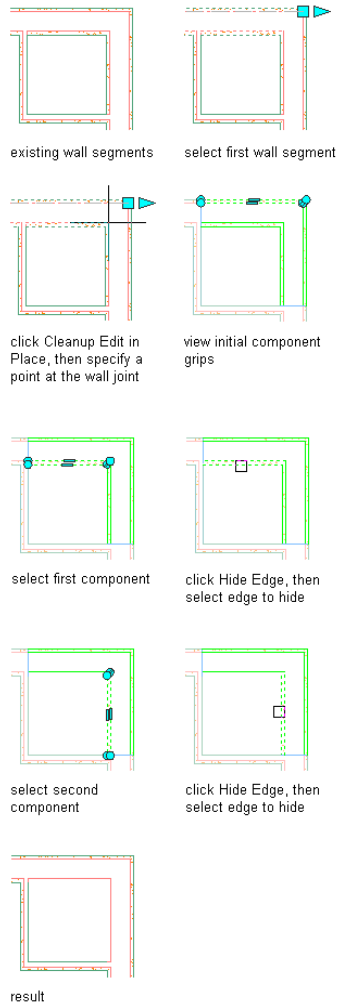 existing wall segments
select first wall segment
click Cleanup Edit in
Place, then specify a
point at the wall joint
view initial component
grips
select first component
click Hide Edge, then
select edge to hide
select second
component
click Hide Edge, then
select edge to hide
result